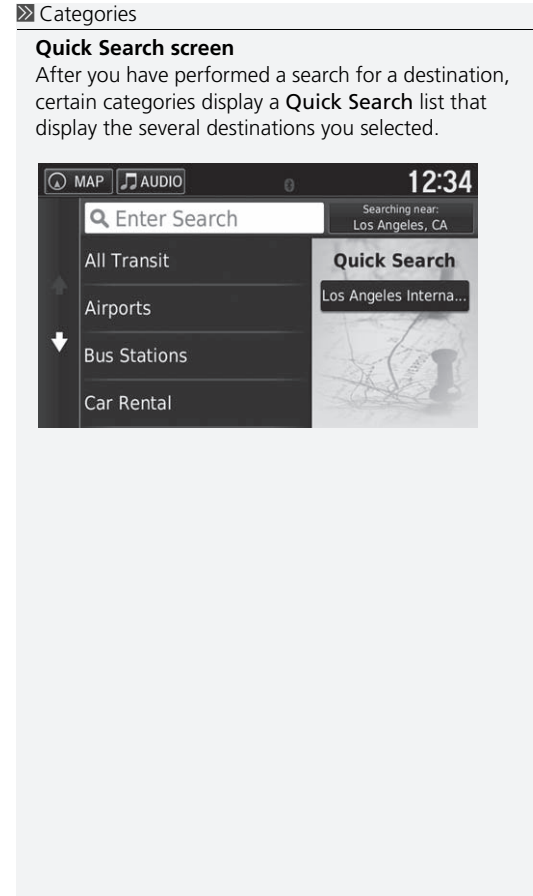 Categories
Quick Search screen
After you have performed a search for a destination,
certain categories display a Quick Search list that
display the several destinations you selected.
MAP AUDIO 12:34
Enter Search
Searching near:
Los Angeles, CA
All Transit
Airports
Bus Stations
Car Rental
Quick Search
Los Angeles Interna...